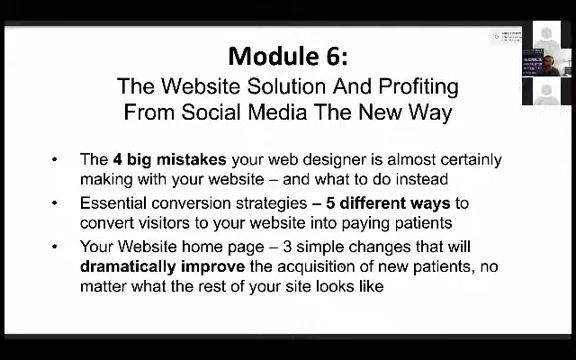 Module 6:
The Website Solution And Profiting
From Social Media The New Way
• The 4 big mistakes your web designer is almost certainly
making with your website – and what to do instead
• Essential conversion strategies – 5 different ways to
convert visitors to your website into paying patients
• Your Website home page – 3 simple changes that will
dramatically improve the acquisition of new patients, no
matter what the rest of your site looks like